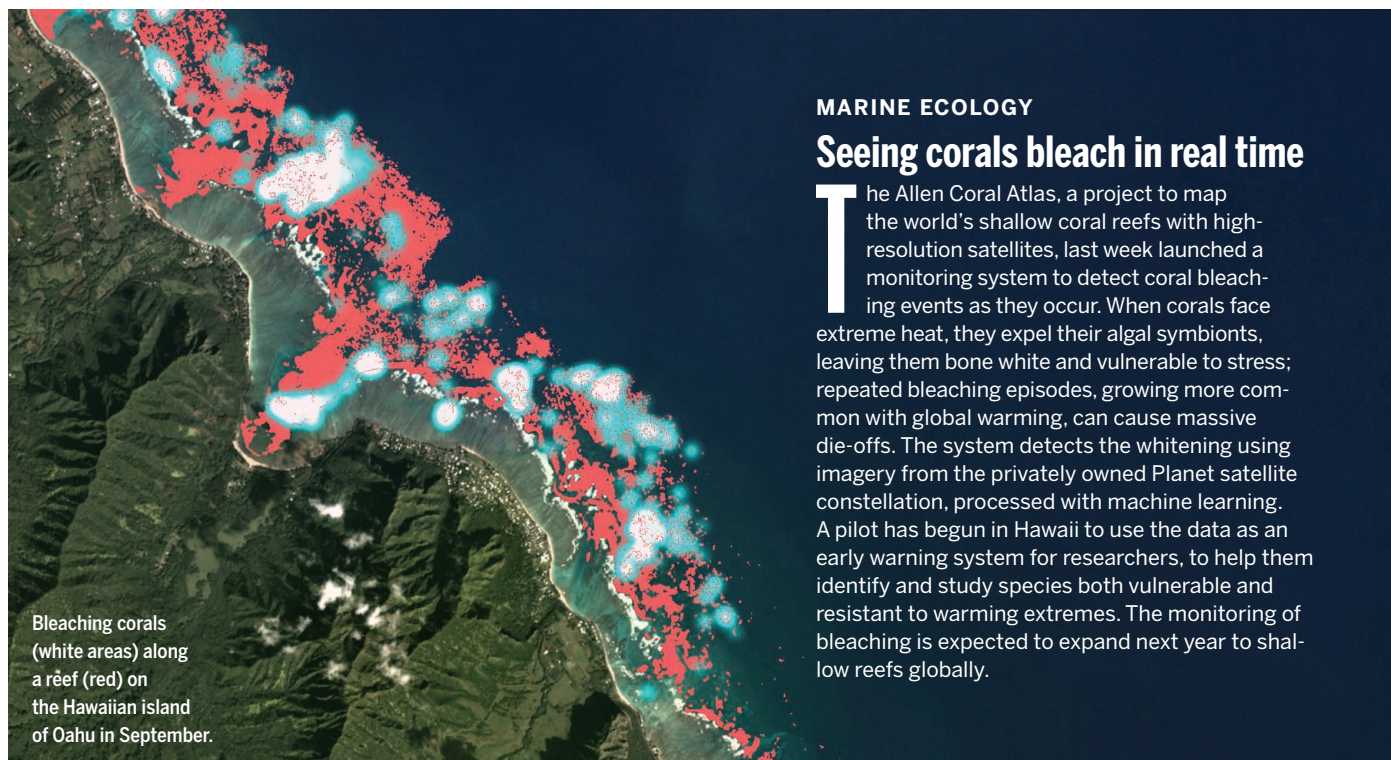 MARINE ECOLOGY
Seeing corals bleach in real time
The Allen Coral Atlas, a project to map
the world's shallow coral reefs with high-
resolution satellites, last week launched a
monitoring system to detect coral bleach-
ing events as they occur. When corals face
extreme heat, they expel their algal symbionts,
leaving them bone white and vulnerable to stress;
repeated bleaching episodes, growing more com-
mon with global warming, can cause massive
die-offs. The system detects the whitening using
imagery from the privately owned Planet satellite
constellation, processed with machine learning.
A pilot has begun in Hawaii to use the data as an
early warning system for researchers, to help them
identify and study species both vulnerable and
resistant to warming extremes. The monitoring of
bleaching is expected to expand next year to shal-
low reefs globally.
Bleaching corals
(white areas) along
a reef (red) on
the Hawaiian island
of Oahu in September.